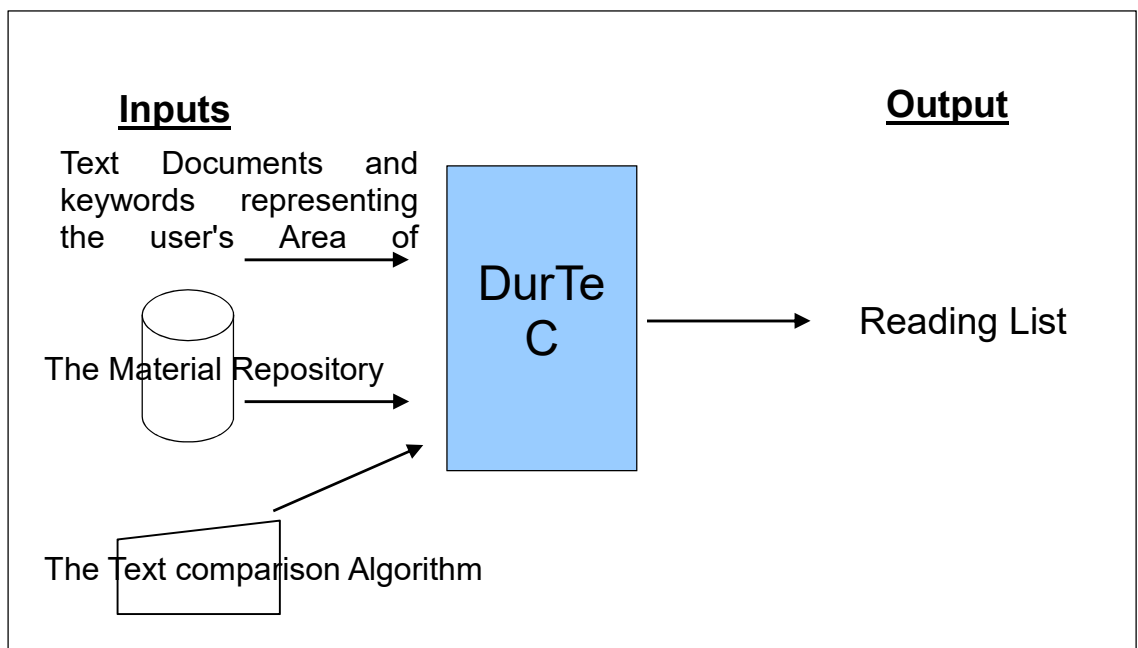 Inputs
Output
Text Documents and
keywords representing
the user's Area of
DurTe
C
Reading List
The Material Repository
The Text comparison Algorithm